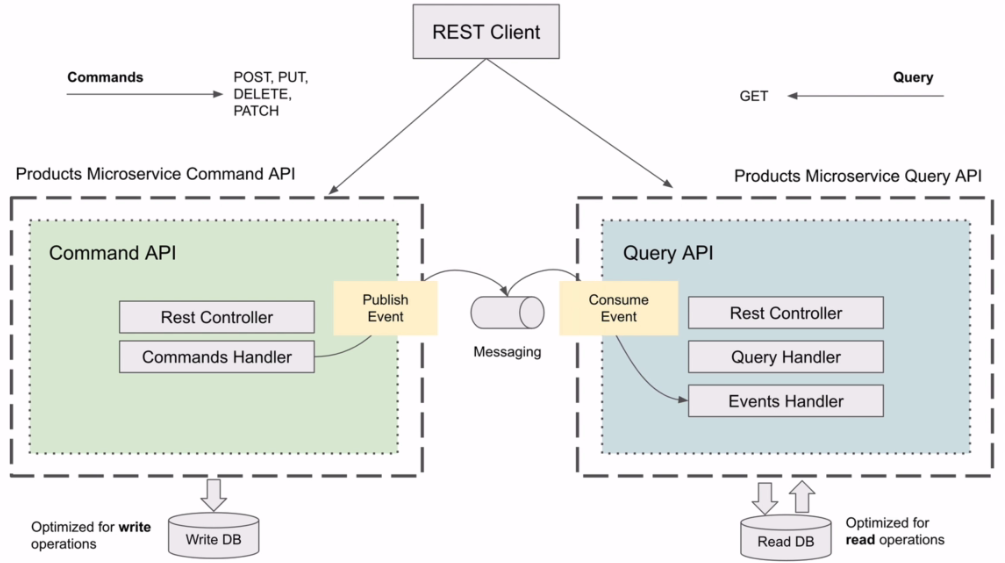 REST Client
Commands
POST, PUT,
DELETE,
PATCH
Query
GET
Products Microservice Command API
Products Microservice Query API
Command API
Rest Controller
Commands Handler
Publish
Event
Messaging
Consume
Event
Query API
Rest Controller
Query Handler
Events Handler
Optimized for write
operations
Write DB
Read DB
Optimized for
read operations